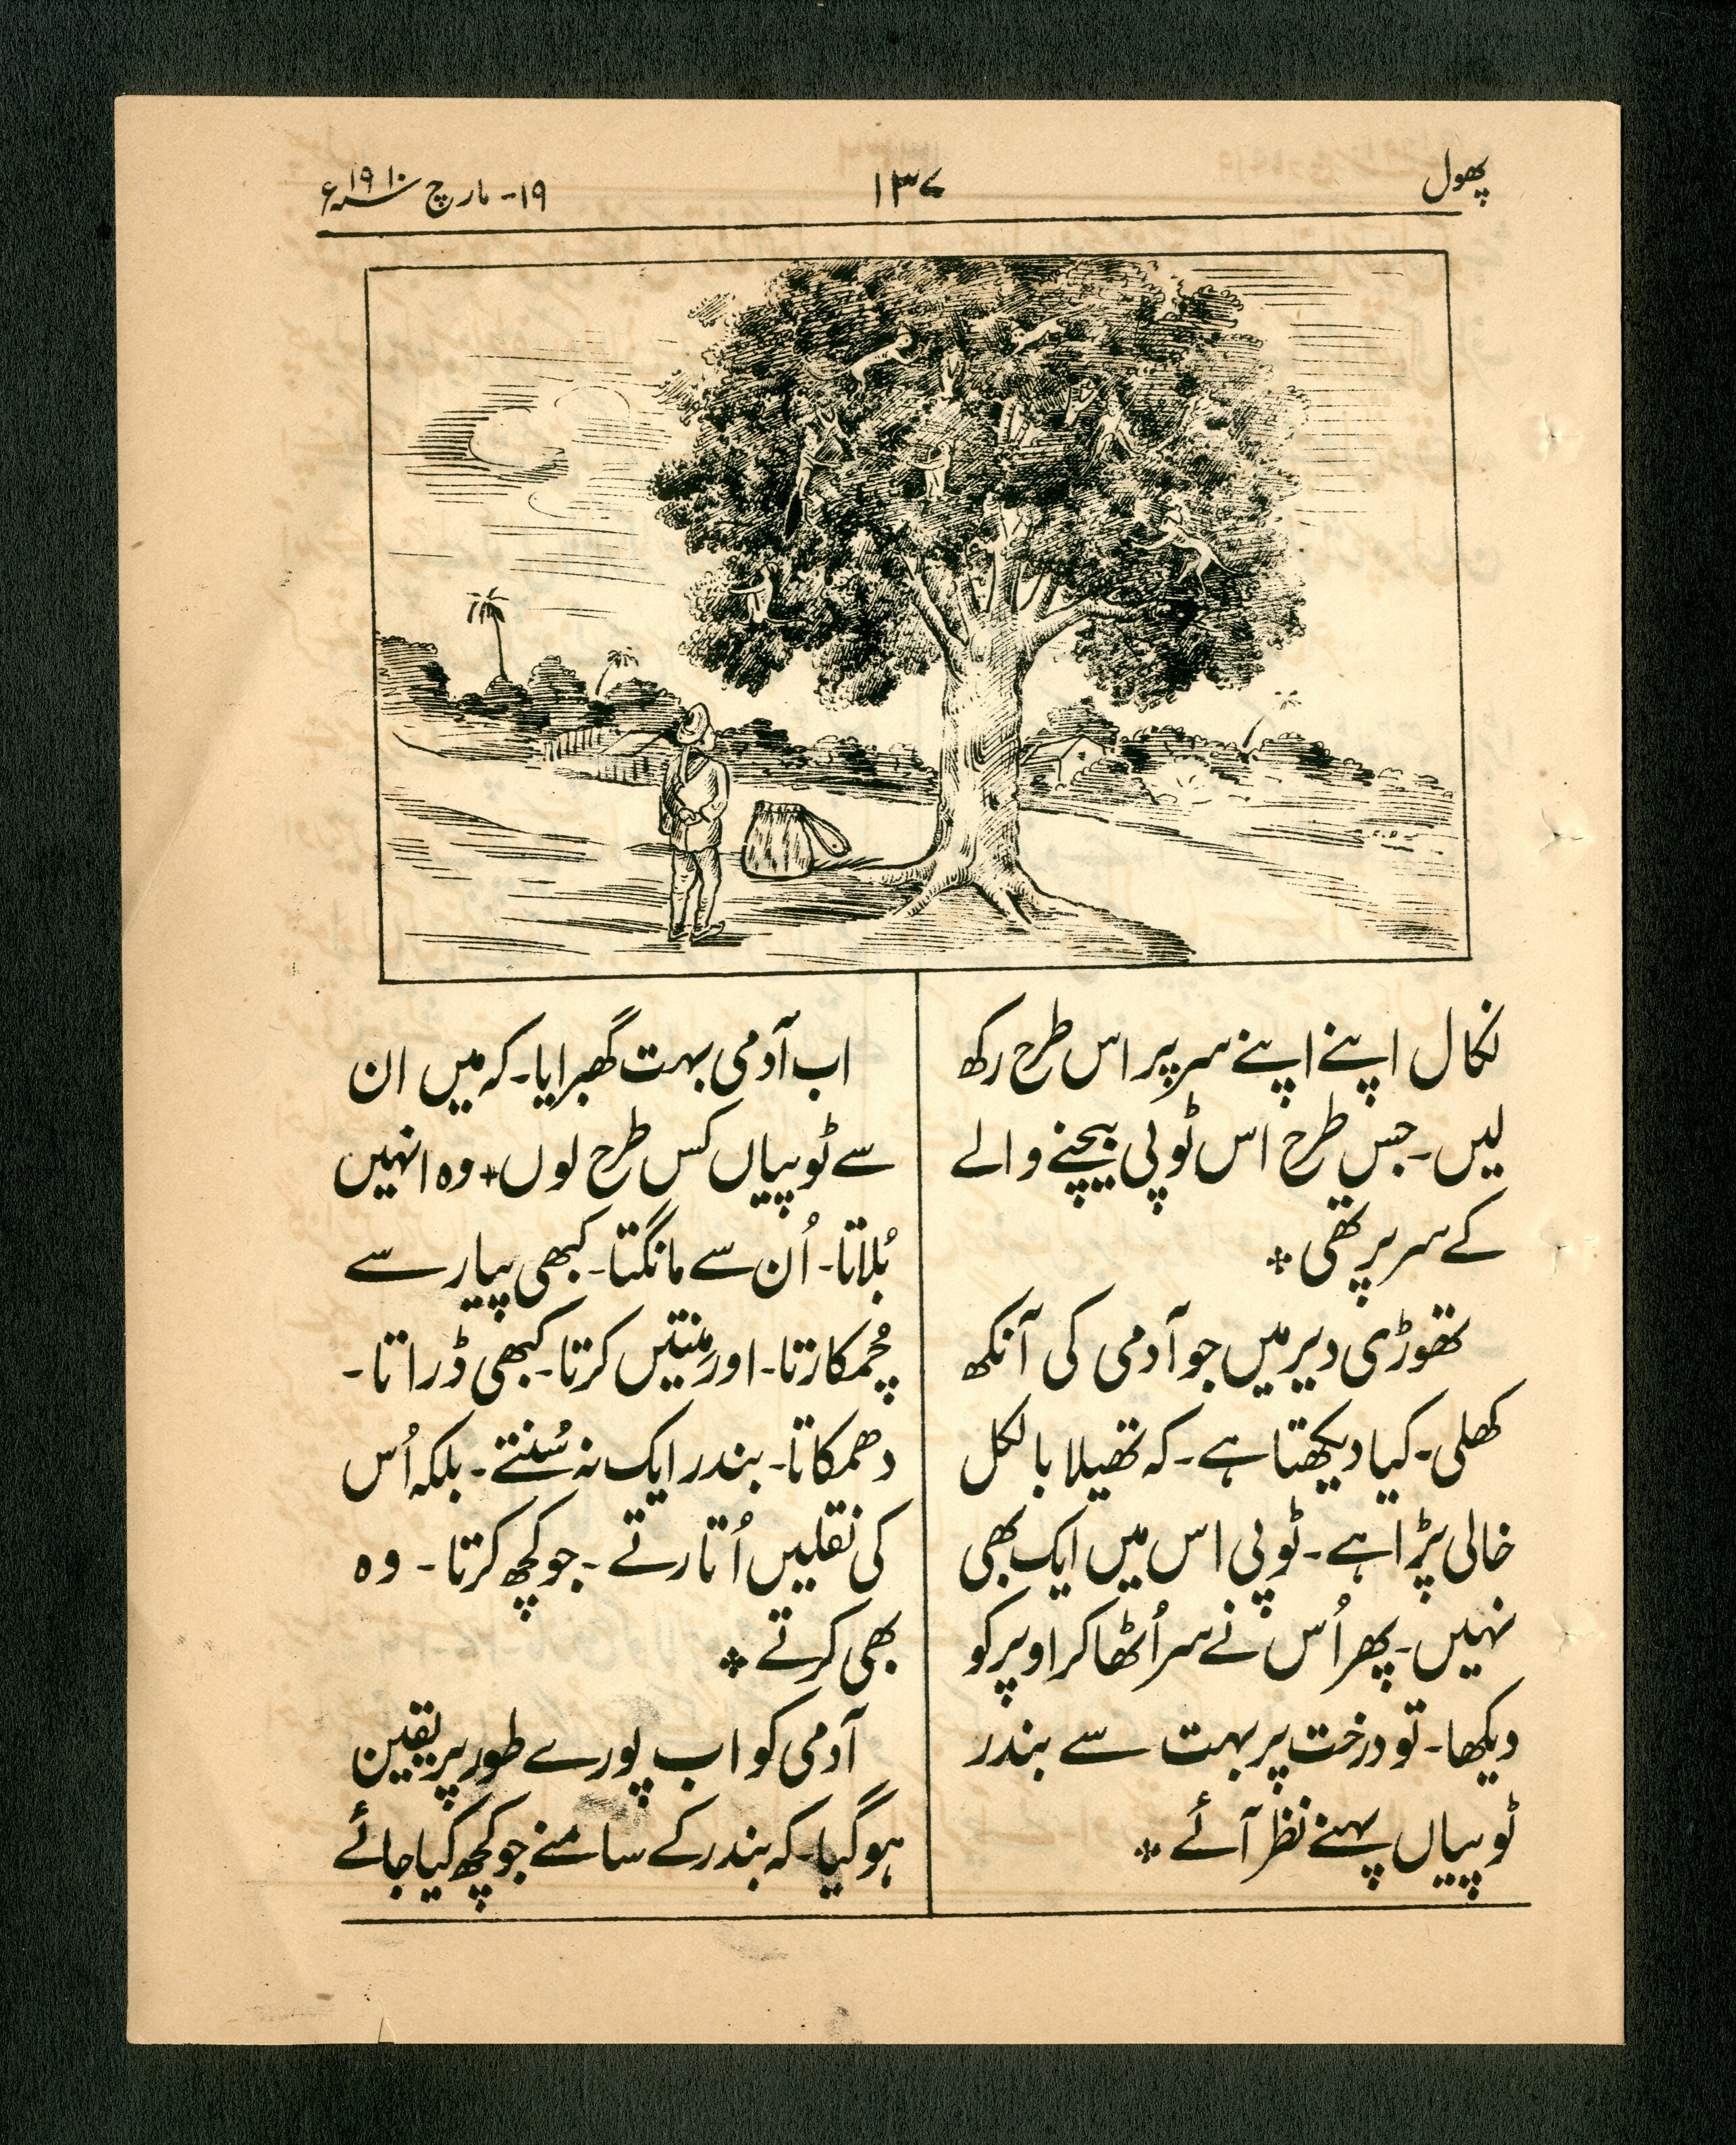 پھول
۱۳۷
۱۹- مارچ سنہ ۱۹۱۰ء
نکال اپنے اپنے سر پر اس طرح رکھ
لیں۔ جس طرح اس ٹوپی بیچنے والے
کے سر پر تھی ❖
تھوڑی دیر میں جو آدمی کی آنکھ
کھلی۔ کیا دیکھتا ہے۔ کہ تھیلا بالکل
خالی پڑا ہے۔ ٹوپی اس میں ایک بھی
نہیں۔ پھر اُس نے سر اُٹھا کر اوپر کو
دیکھا۔ تو درخت پر بہت سے بندر
ٹوپیاں پہنے نظر آئے ❖
اب آدمی بہت گھبرایا۔ کہ میں ان
سے ٹوپیاں کس طرح لوں+ وہ انہیں
بُلاتا۔ اُن سے مانگتا۔ کبھی پیار سے
چُمکارتا۔ اور مِنتیں کرتا۔ کبھی ڈراتا۔
دھمکاتا۔ بندر ایک نہ سُنتے۔ بلکہ اُس
کی نقلیں اُتارتے۔ جو کچھ کرتا۔ وہ
بھی کرتے ❖
آدمی کو اب پورے طور پر یقین
ہو گیا۔ کہ بندر کے سامنے جو کچھ کیا جائے